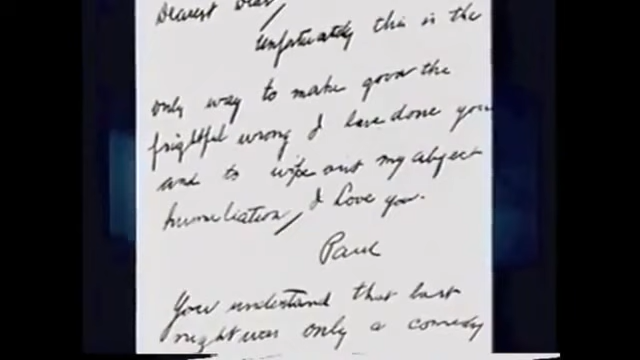 Dearest Dear,
Unfortunately this is the
only way to make good the
frightful wrong I have done you
and to wipe out my abject
humiliation, I Love you.
Paul
You understand that last
night was only a comedy